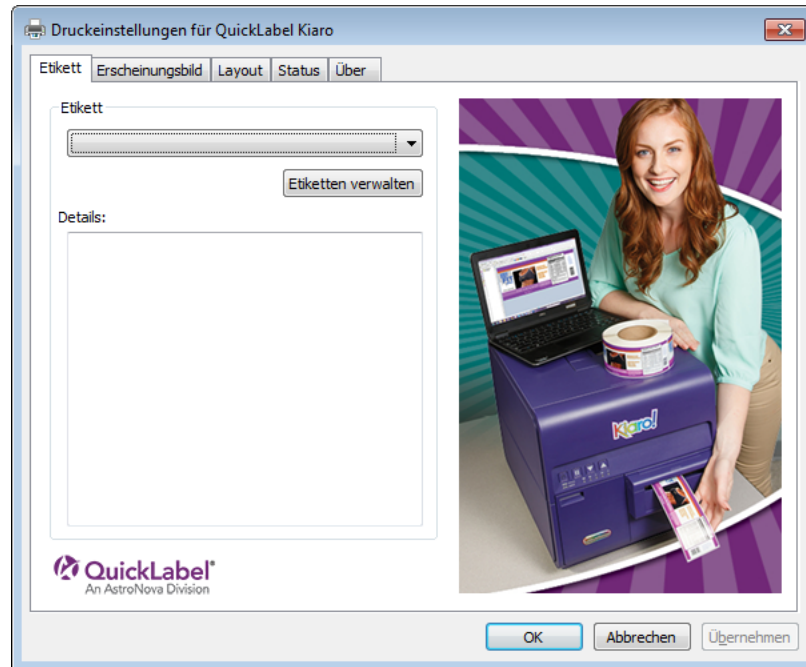 Druckeinstellungen für QuickLabel Kiaro
Etikett Erscheinungsbild Layout Status Über
Etikett
Etiketten verwalten
Details:
Kiaro!
QuickLabel®
An AstroNova Division
OK Abbrechen Übernehmen